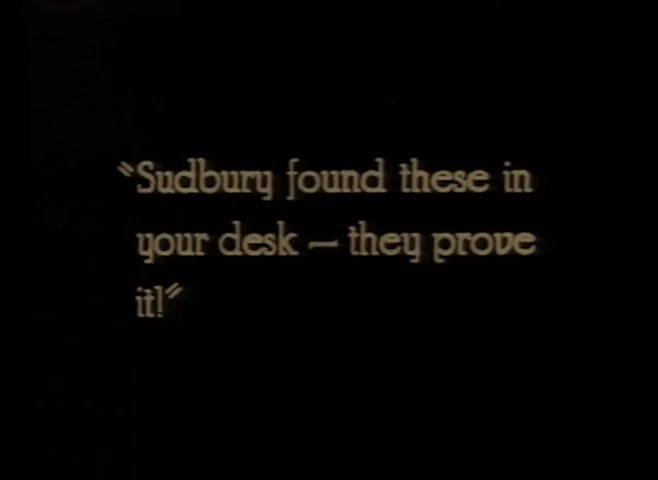 "Sudbury found these in
your desk — they prove
it!"